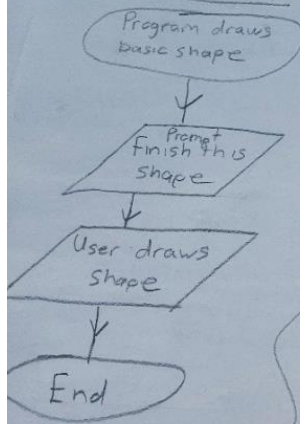 Program draws
basic shape
Prompt
finish this
shape
User draws
shape
End